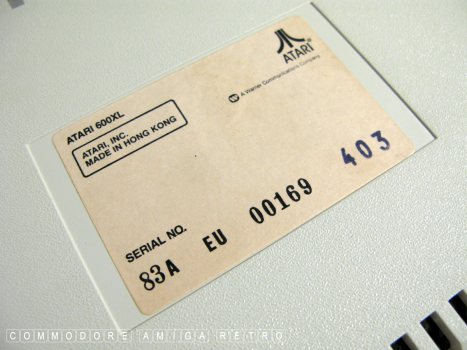 ATARI®
A Warner Communications Company
ATARI 600XL
ATARI, INC.
MADE IN HONG KONG
403
SERIAL NO.
83A EU 00169
COMMODORE AMIGA RETRO